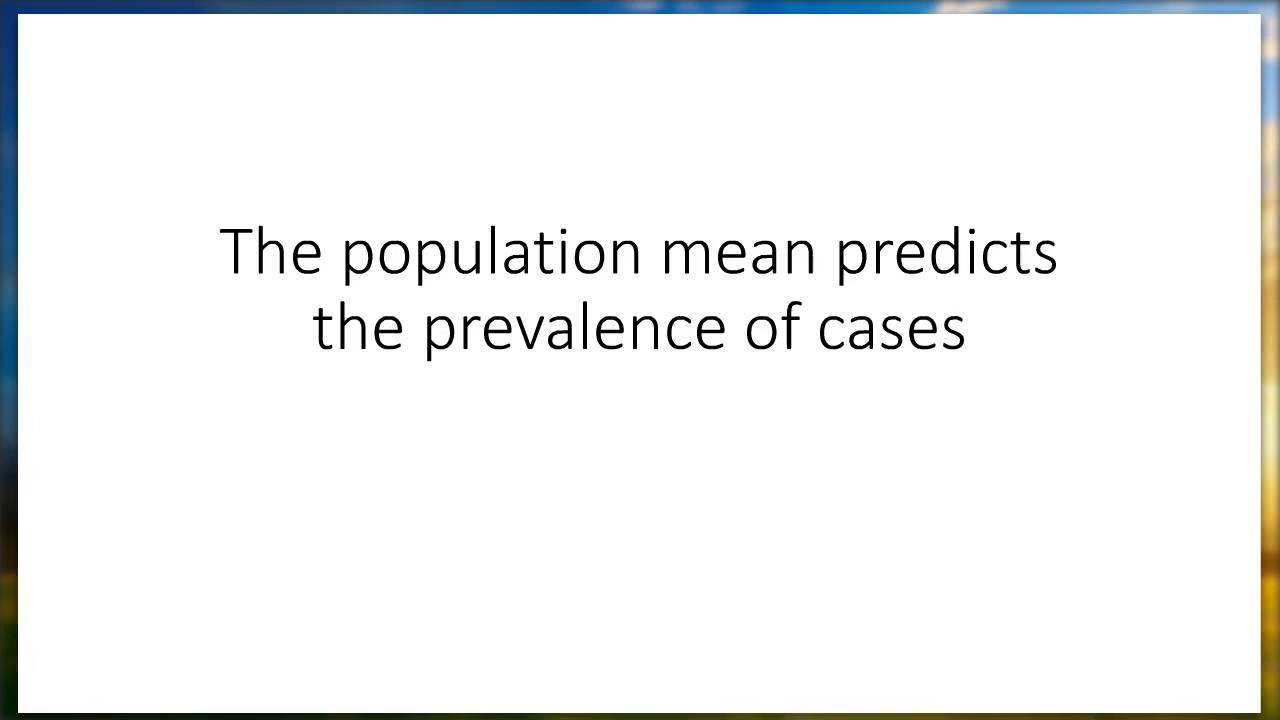 The population mean predicts
the prevalence of cases